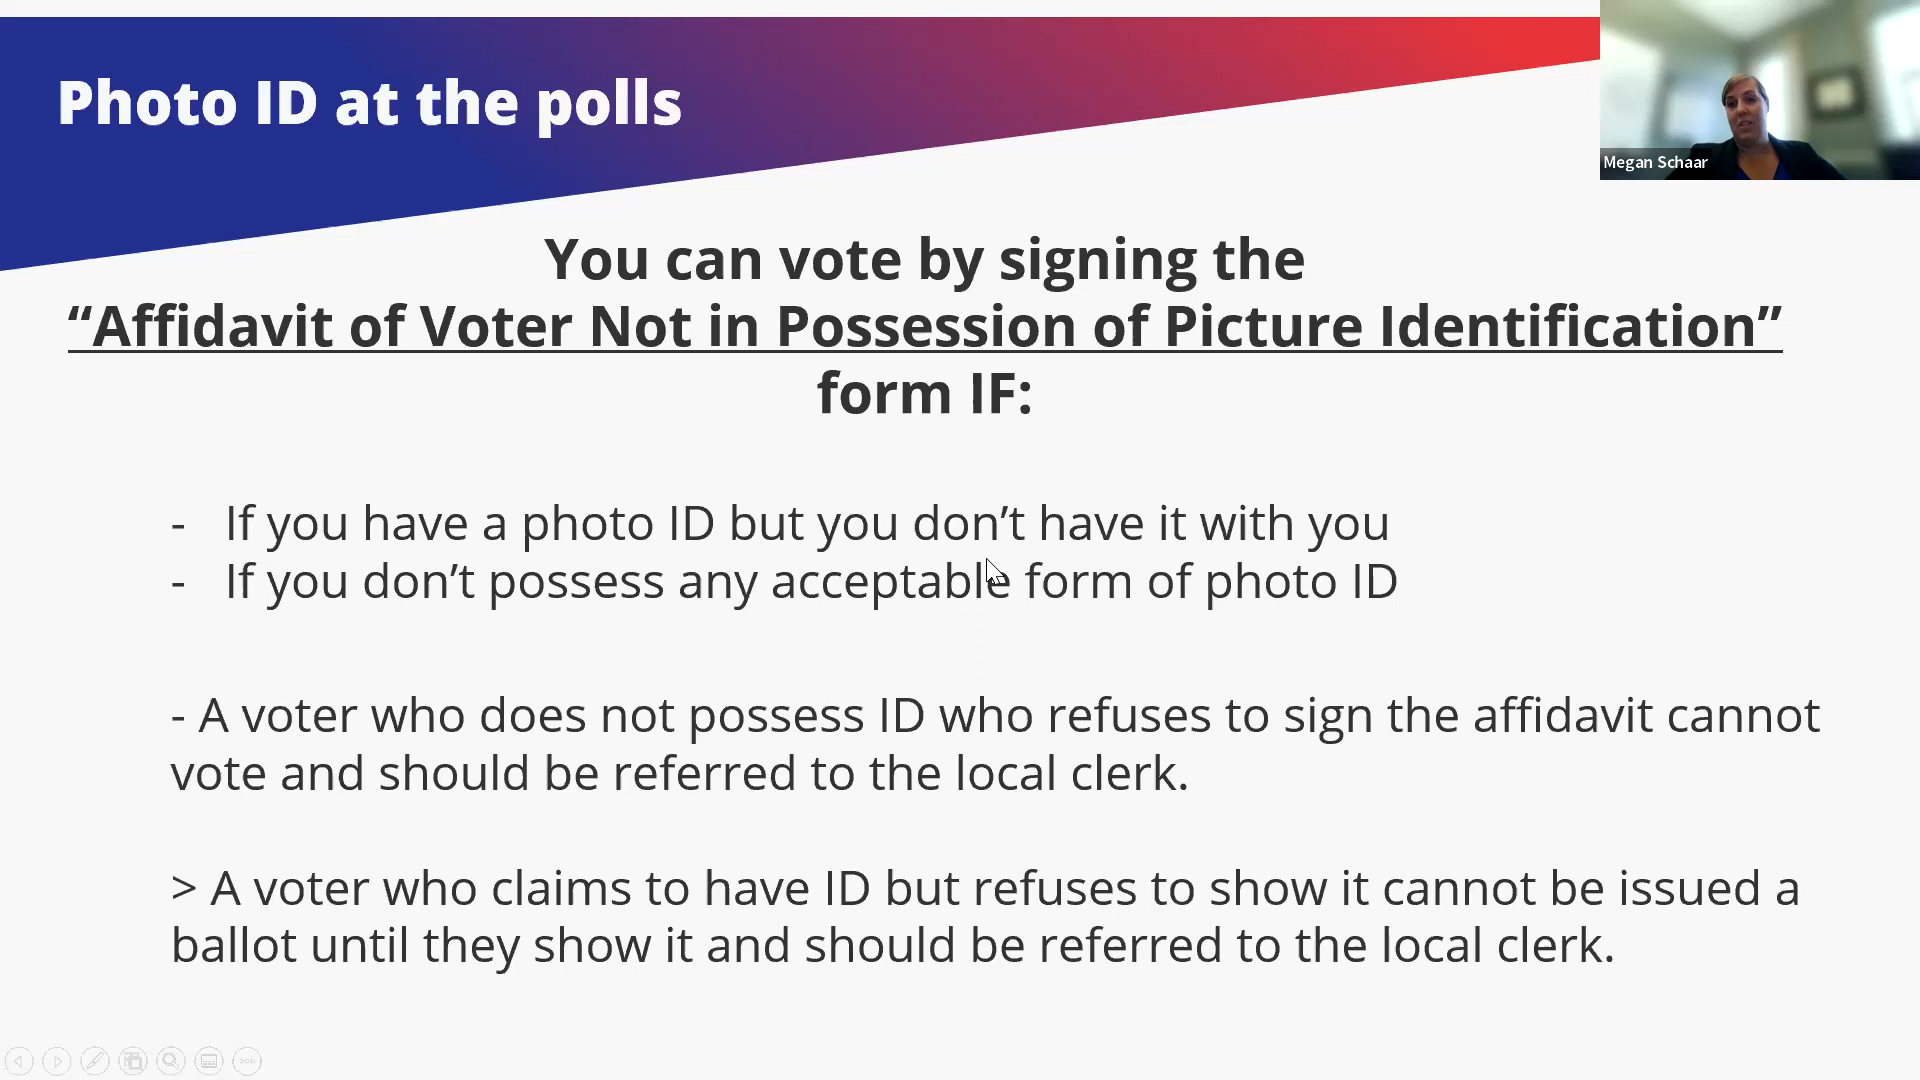 Photo ID at the polls
Megan Schaar
You can vote by signing the
“Affidavit of Voter Not in Possession of Picture Identification”
form IF:
- If you have a photo ID but you don’t have it with you
- If you don’t possess any acceptable form of photo ID
- A voter who does not possess ID who refuses to sign the affidavit cannot
vote and should be referred to the local clerk.
> A voter who claims to have ID but refuses to show it cannot be issued a
ballot until they show it and should be referred to the local clerk.